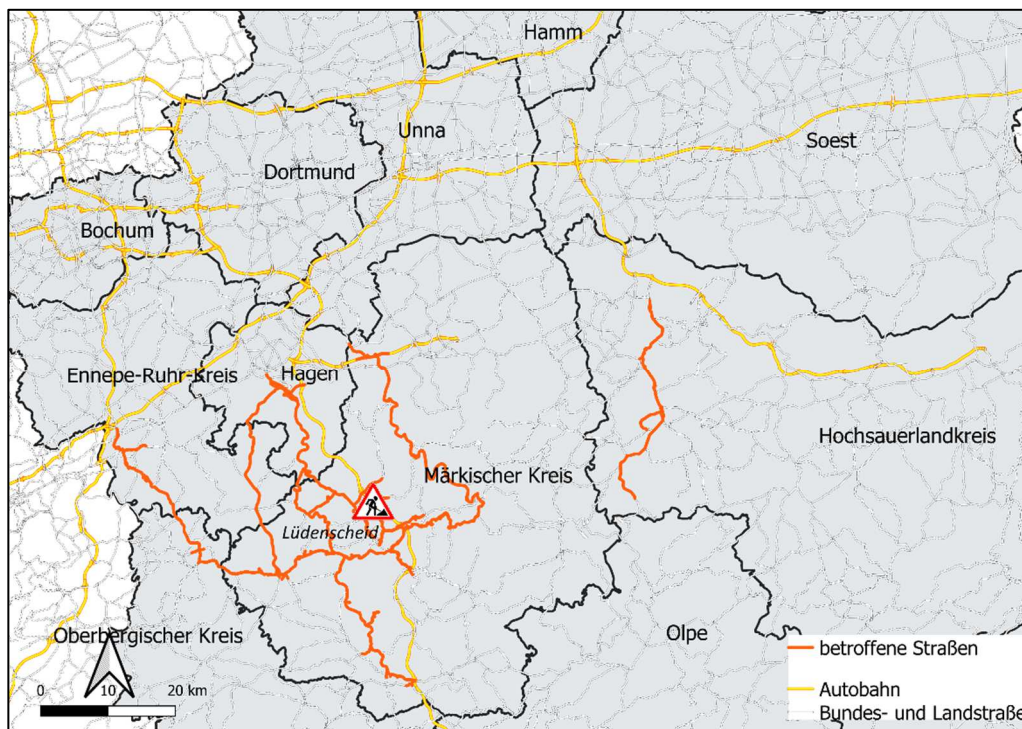 Hamm
Unna
Soest
Dortmund
Bochum
Ennepe-Ruhr-Kreis
Hagen
Hochsauerlandkreis
Märkischer Kreis
Lüdenscheid
Oberbergischer Kreis
Olpe
betroffene Straßen
Autobahn
Bundes- und Landstraße
0 10 20 km